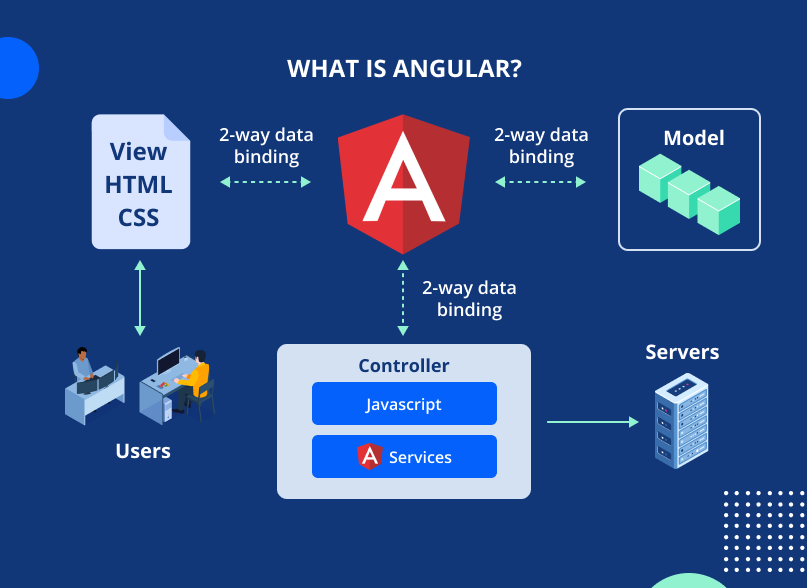 WHAT IS ANGULAR?
View
HTML
CSS
2-way data
binding
2-way data
binding
Model
2-way data
binding
Users
Controller
Javascript
Services
Servers